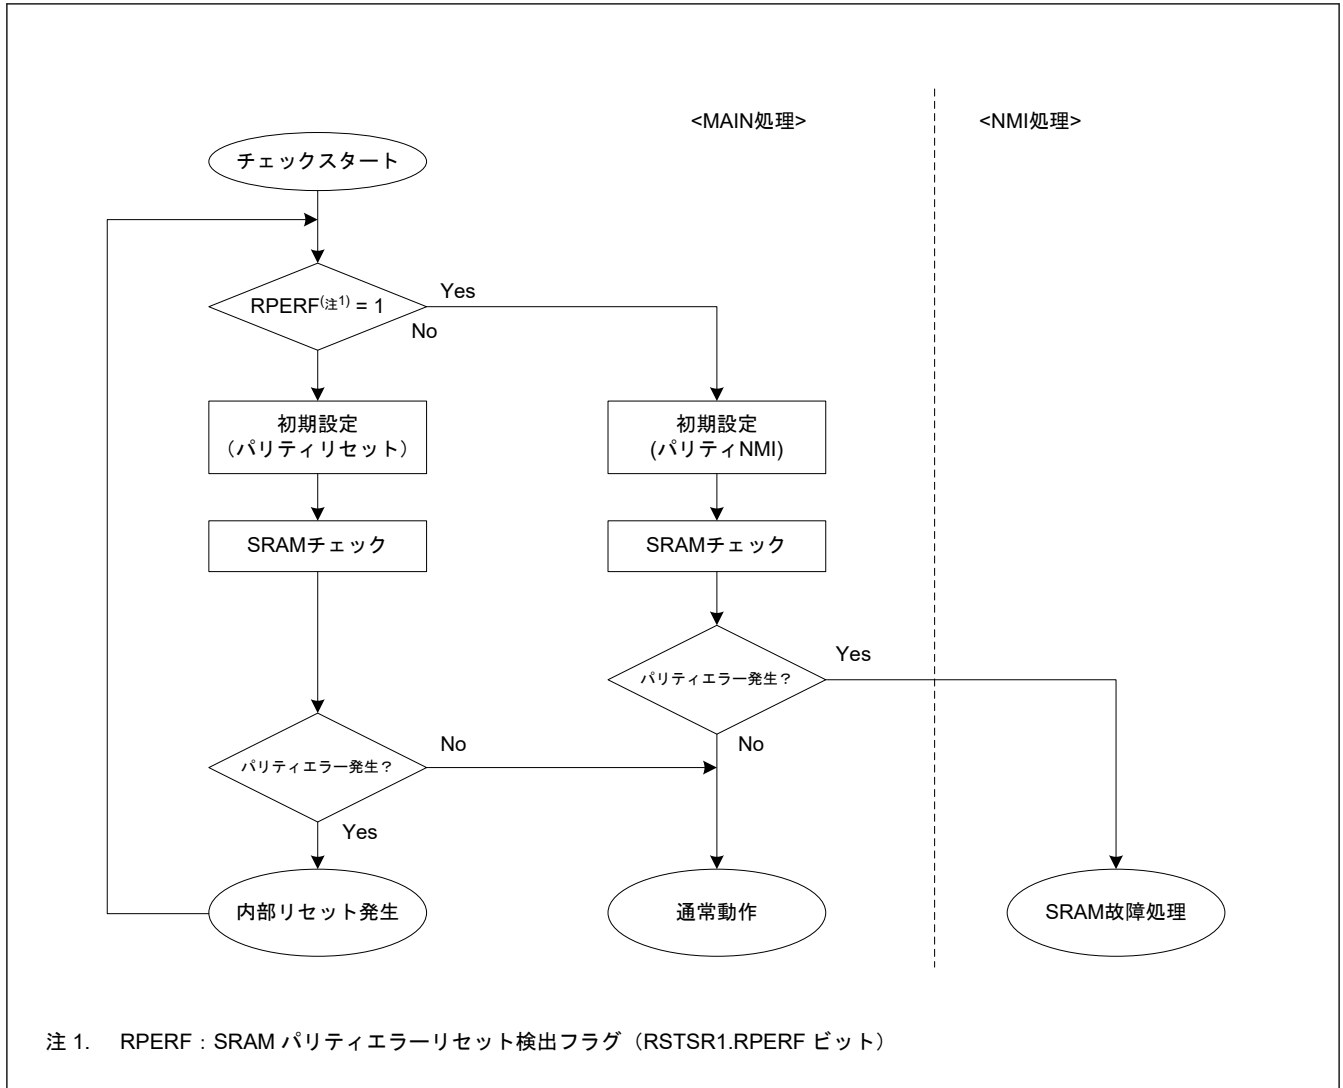 <MAIN処理>
<NMI処理>
チェックスタート
RPERF(注1) = 1
Yes
No
初期設定
（パリティリセット）
初期設定
(パリティNMI)
SRAMチェック
SRAMチェック
パリティエラー発生？
Yes
No
パリティエラー発生？
No
Yes
内部リセット発生
通常動作
SRAM故障処理
注 1. RPERF：SRAM パリティエラーリセット検出フラグ（RSTSR1.RPERF ビット）